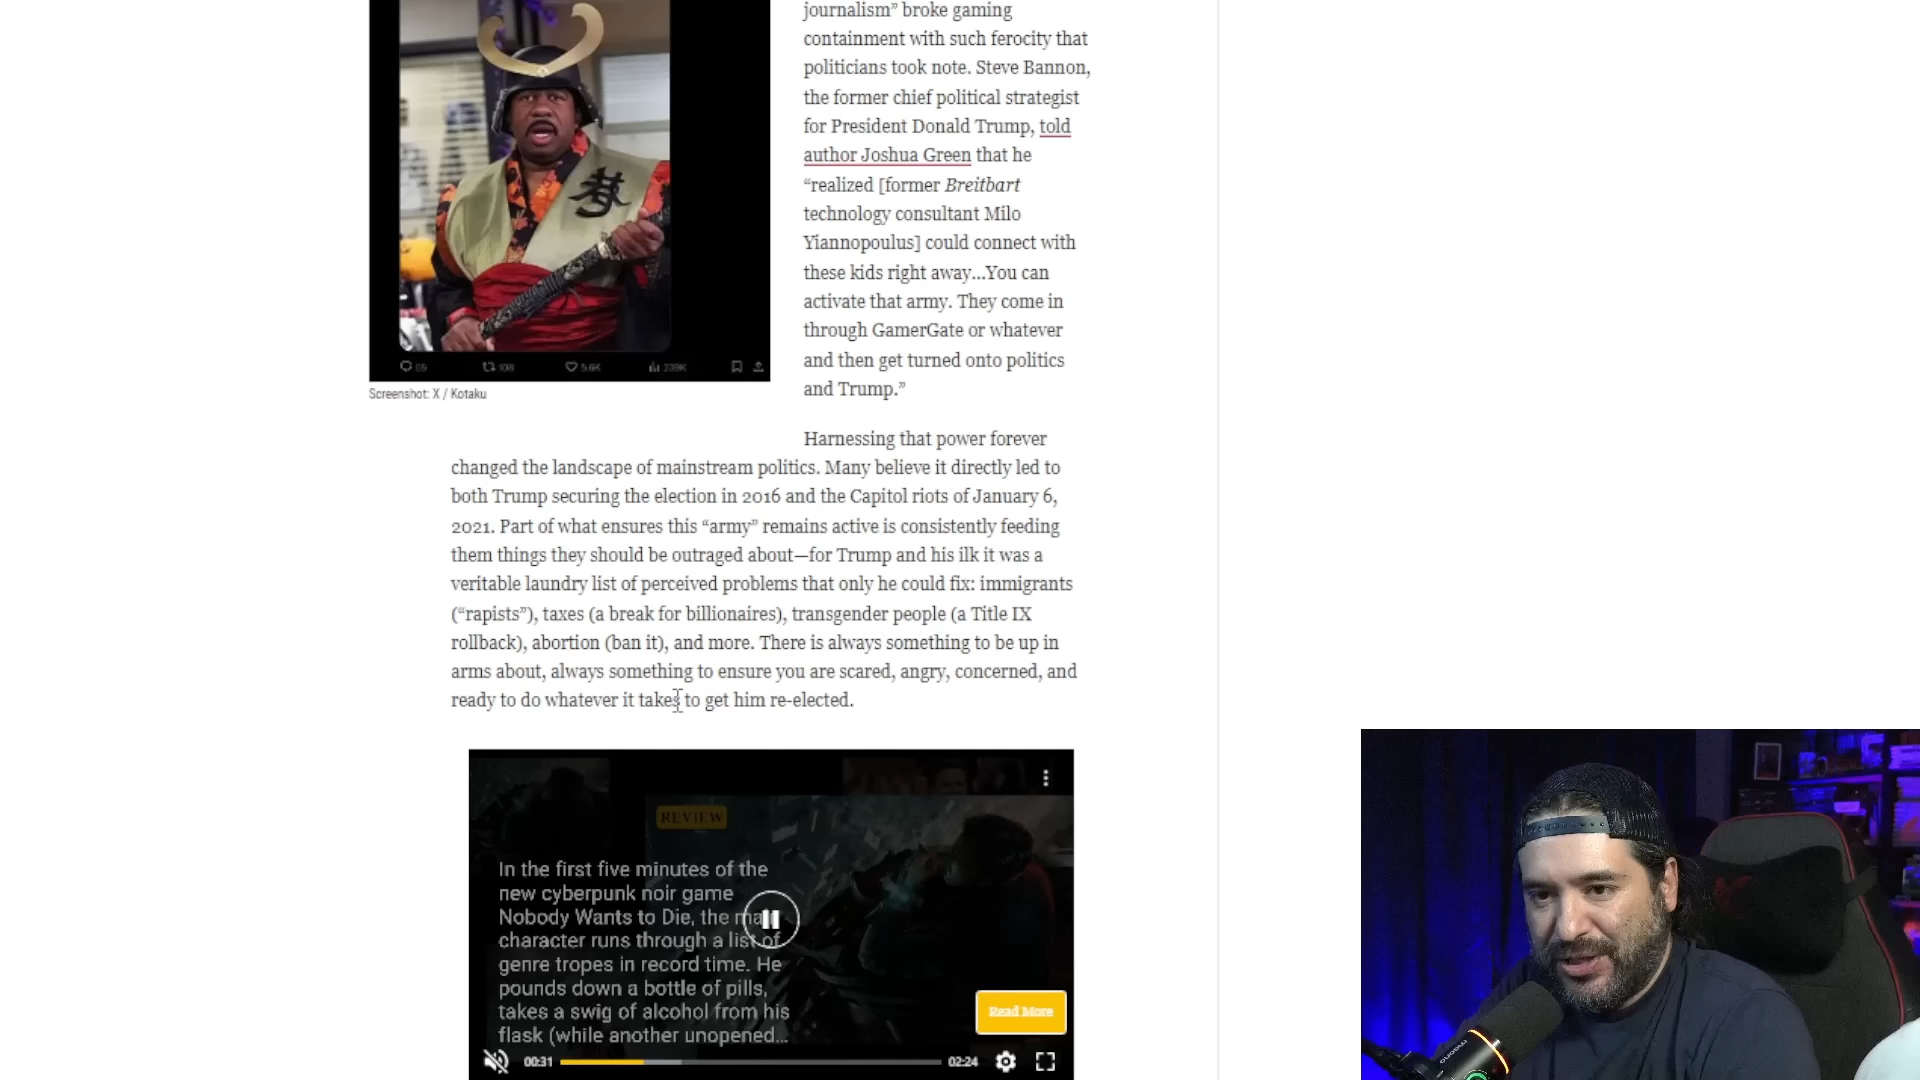 journalism” broke gaming
containment with such ferocity that
politicians took note. Steve Bannon,
the former chief political strategist
for President Donald Trump, told
author Joshua Green that he
“realized [former Breitbart
technology consultant Milo
Yiannopoulus] could connect with
these kids right away...You can
activate that army. They come in
through GamerGate or whatever
and then get turned onto politics
and Trump.”
108
5.6K
239K
Screenshot: X / Kotaku
Harnessing that power forever
changed the landscape of mainstream politics. Many believe it directly led to
both Trump securing the election in 2016 and the Capitol riots of January 6,
2021. Part of what ensures this “army” remains active is consistently feeding
them things they should be outraged about—for Trump and his ilk it was a
veritable laundry list of perceived problems that only he could fix: immigrants
(“rapists”), taxes (a break for billionaires), transgender people (a Title IX
rollback), abortion (ban it), and more. There is always something to be up in
arms about, always something to ensure you are scared, angry, concerned, and
ready to do whatever it takes to get him re-elected.
REVIEW
In the first five minutes of the
new cyberpunk noir game
Nobody Wants to Die, the
character runs through a list of
genre tropes in record time. He
pounds down a bottle of pills,
takes a swig of alcohol from his
flask (while another unopened...
Read More
00:31
02:24